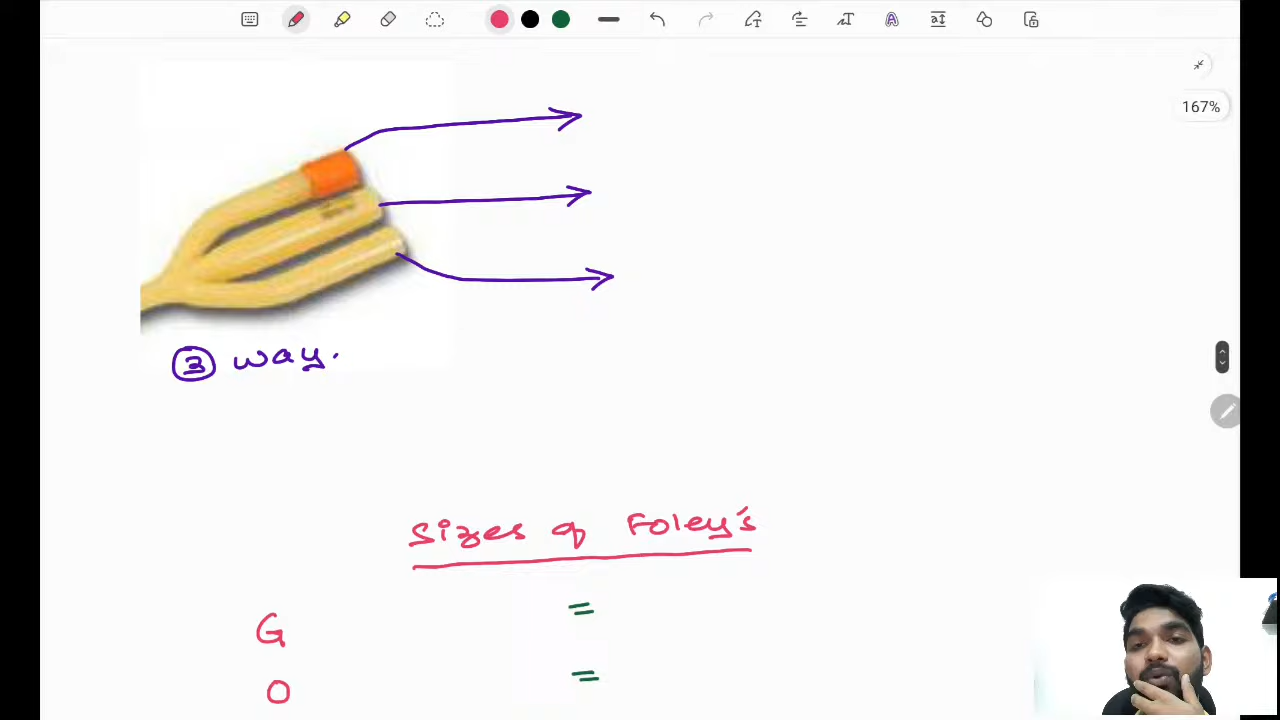 167%
③ way.
Sizes of Foley's
G =
O =